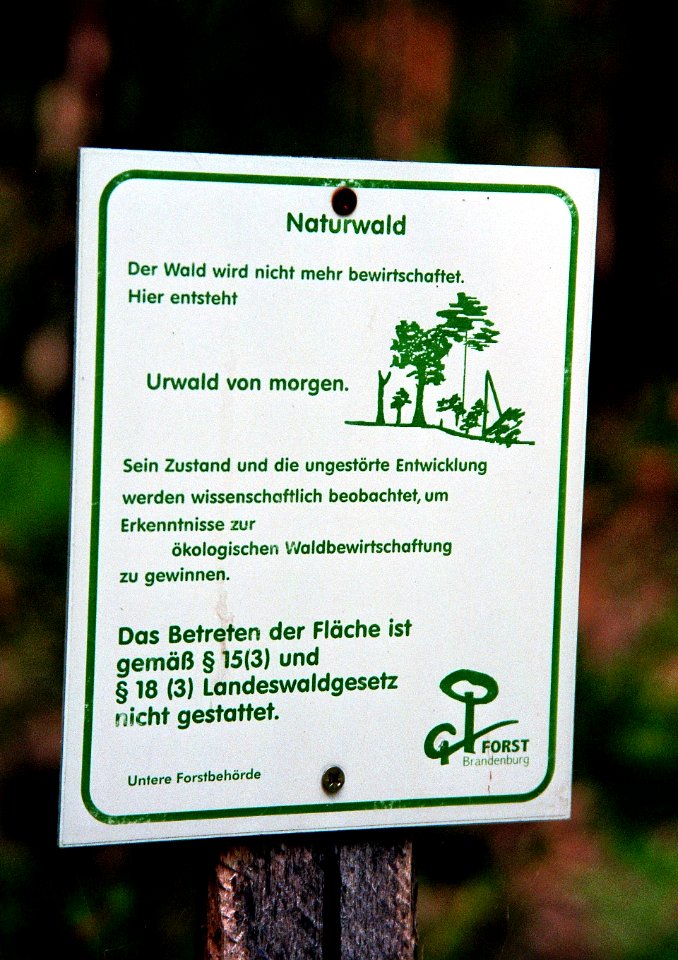 Naturwald
Der Wald wird nicht mehr bewirtschaftet.
Hier entsteht
Urwald von morgen.
Sein Zustand und die ungestörte Entwicklung
werden wissenschaftlich beobachtet, um
Erkenntnisse zur
ökologischen Waldbewirtschaftung
zu gewinnen.
Das Betreten der Fläche ist
gemäß § 15(3) und
§ 18 (3) Landeswaldgesetz
nicht gestattet.
FORST
Brandenburg
Untere Forstbehörde